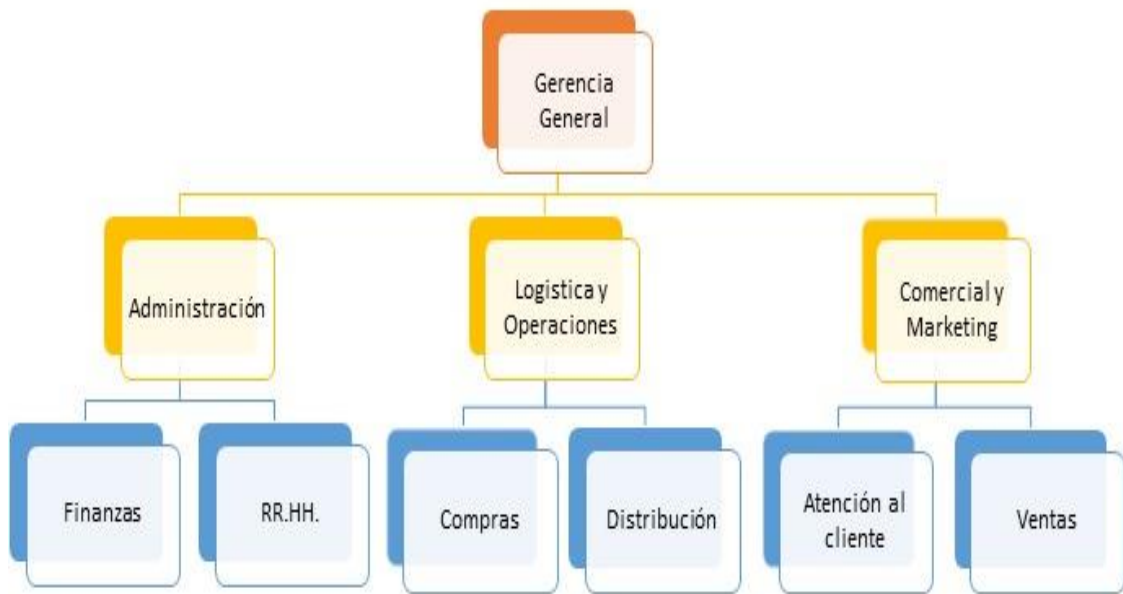 Gerencia
General
Administración
Logistica y
Operaciones
Comercial y
Marketing
Finanzas
RR.HH.
Compras
Distribución
Atención al
cliente
Ventas